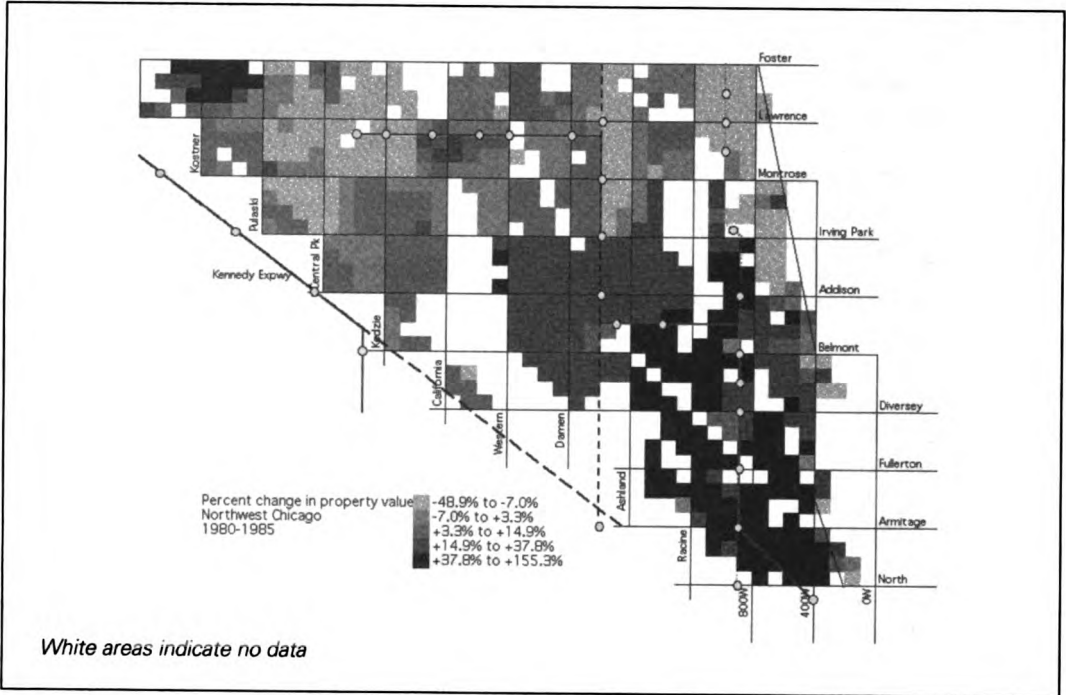 Foster
Lawrence
Kostner
Montrose
Pulaski
Irving Park
Central Pk
Kennedy Expwy
Addison
Kedzie
Belmont
California
Diversey
Western
Damen
Fullerton
Ashland
Percent change in property value
Northwest Chicago
1980-1985
-48.9% to -7.0%
-7.0% to +3.3%
+3.3% to +14.9%
+14.9% to +37.8%
+37.8% to +155.3%
Armitage
Racine
North
800W
400W
0W
White areas indicate no data